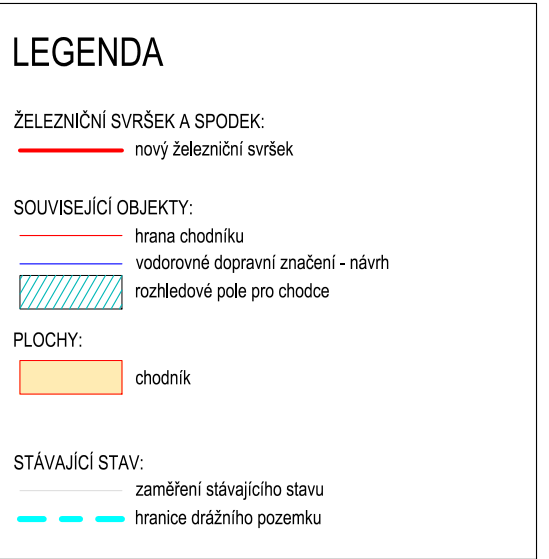 LEGENDA
ŽELEZNIČNÍ SVRŠEK A SPODEK:
nový železniční svršek
SOUVISEJÍCÍ OBJEKTY:
hrana chodníku
vodorovné dopravní značení - návrh
rozhledové pole pro chodce
PLOCHY:
chodník
STÁVAJÍCÍ STAV:
zaměření stávajícího stavu
hranice drážního pozemku